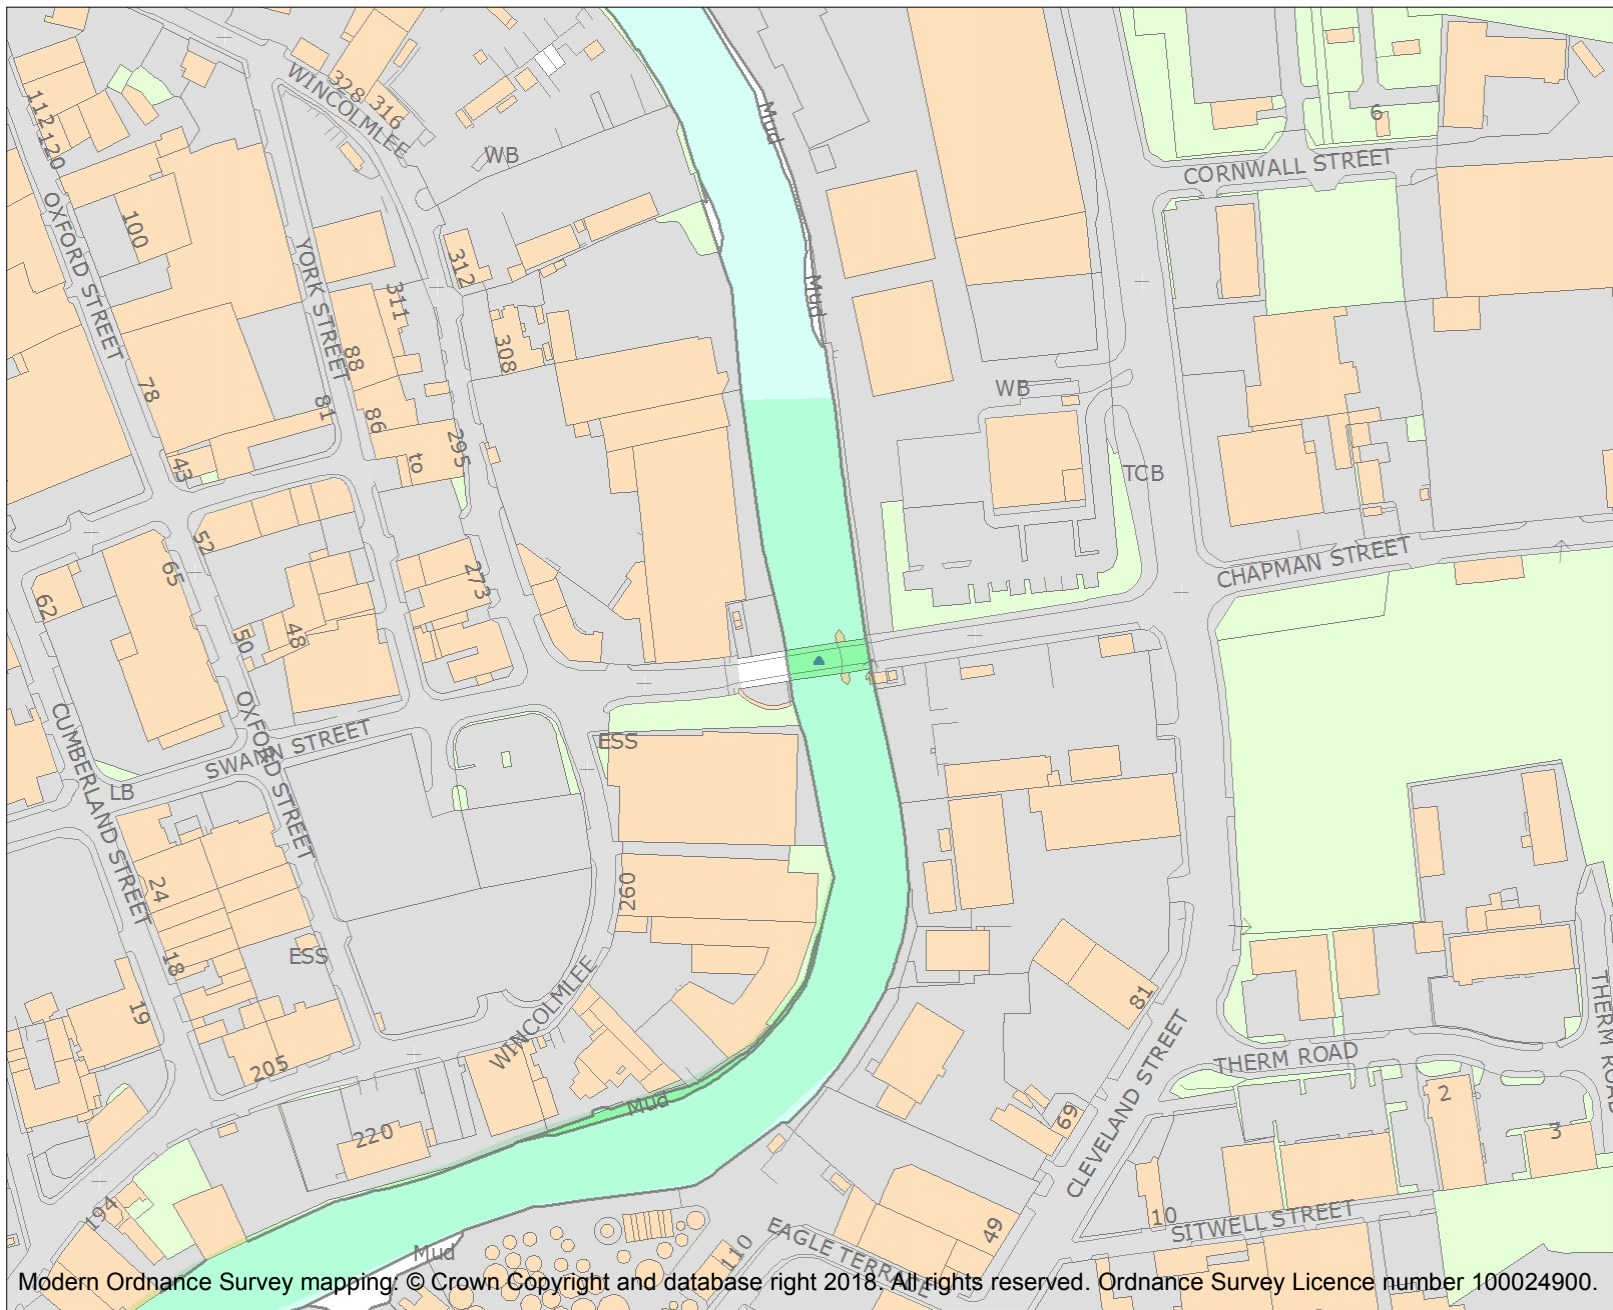 WINCOLMLEE
328
316
112
120
OXFORD STREET
100
WB
Mud
CORNWALL STREET
6
YORK STREET
312
311
308
Mud
78
88
81
86
to
295
43
WB
TCB
CHAPMAN STREET
52
65
62
273
50
48
CUMBERLAND STREET
OXFORD STREET
SWANN STREET
LB
ESS
24
18
19
ESS
260
WINCOLMLEE
205
220
194
Mud
Mud
81
69
49
CLEVELAND STREET
THERM ROAD
THERM ROAD
2
3
10
SITWELL STREET
EAGLE TERRACE
110
Modern Ordnance Survey mapping: © Crown Copyright and database right 2018. All rights reserved. Ordnance Survey Licence number 100024900.